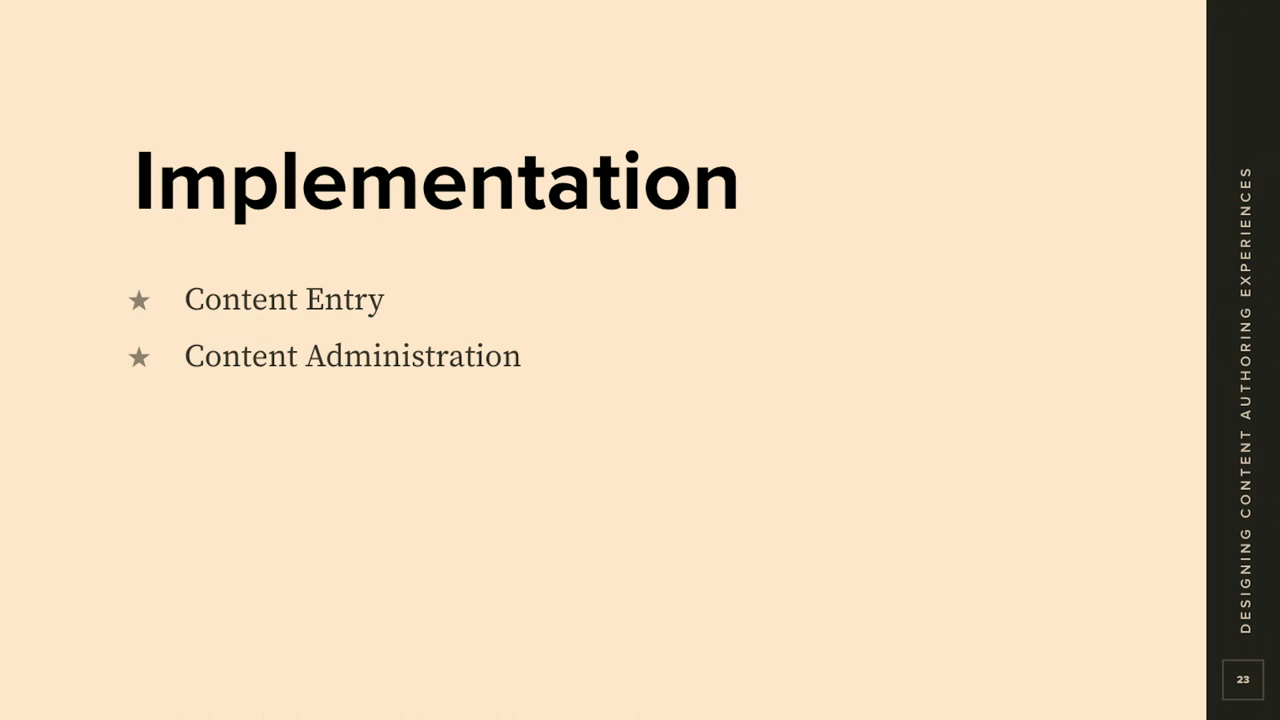 Implementation
★ Content Entry
★ Content Administration
DESIGNING CONTENT AUTHORING EXPERIENCES
23